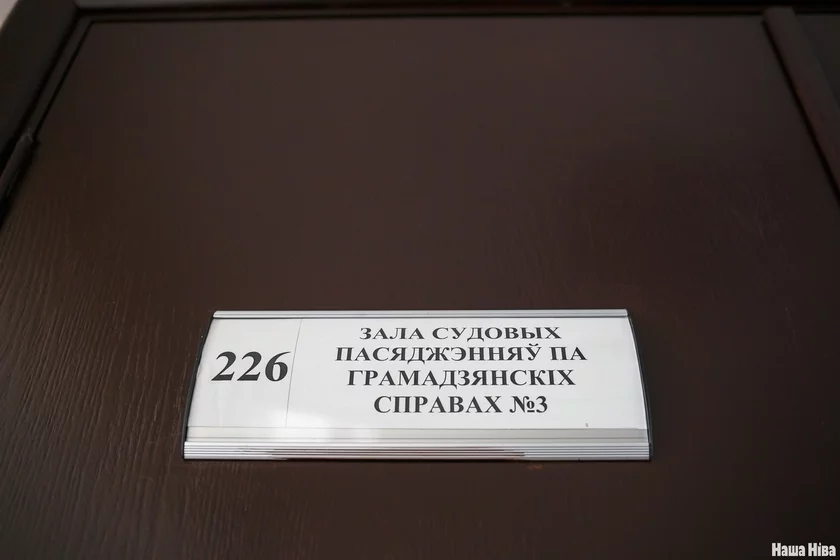 226
ЗАЛА СУДОВЫХ
ПАСЯДЖЭННЯЎ ПА
ГРАМАДЗЯНСКІХ
СПРАВАХ №3
Наша Ніва